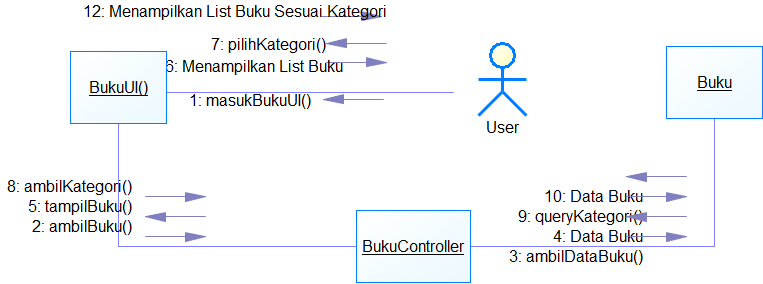 12: Menampilkan List Buku Sesuai Kategori
7: pilihKategori()
6: Menampilkan List Buku
1: masukBukuUI()
BukuUI()
User
Buku
8: ambilKategori()
5: tampilBuku()
2: ambilBuku()
BukuController
10: Data Buku
9: queryKategori()
4: Data Buku
3: ambilDataBuku()